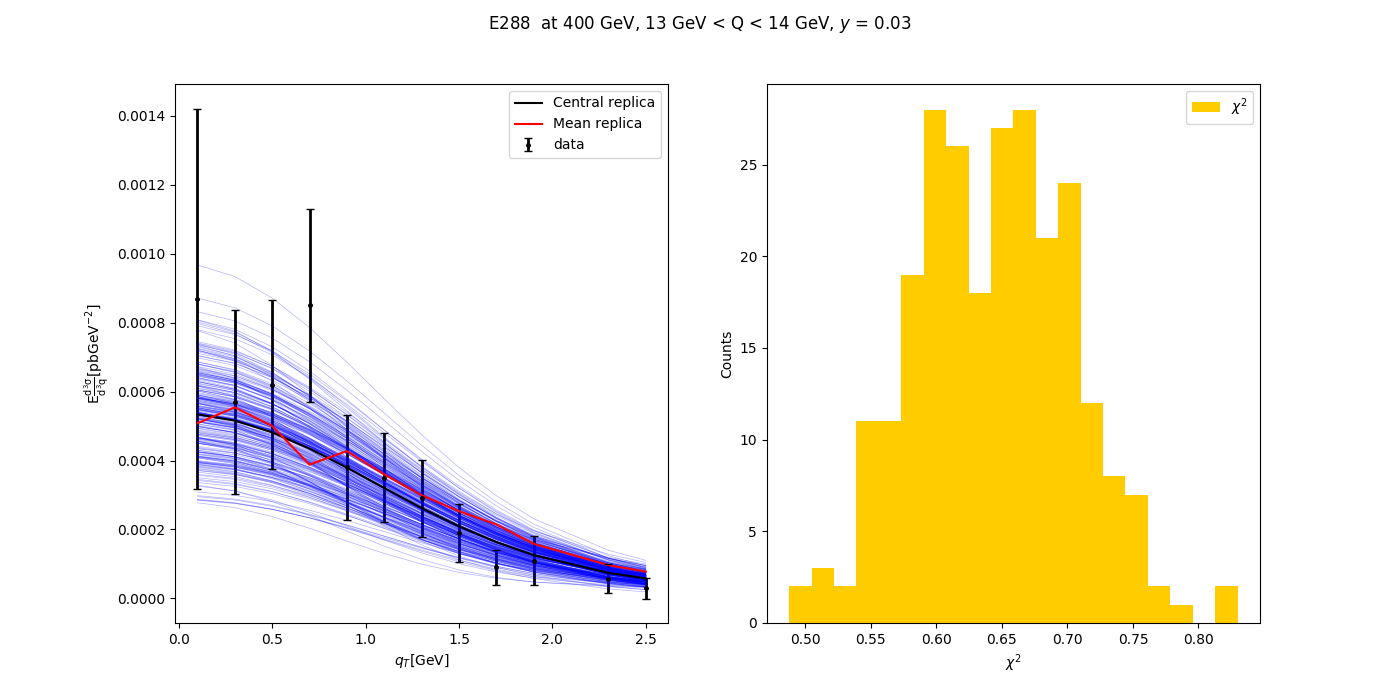 E288  at 400 GeV, 13 GeV < Q < 14 GeV, y = 0.03
Central replica
Mean replica
data
0.0014
0.0012
0.0010
0.0008
0.0006
0.0004
0.0002
0.0000
E d³σ/d³q [pbGeV⁻²]
0.0 0.5 1.0 1.5 2.0 2.5
q_T[GeV]
χ²
25
20
15
10
5
0
Counts
0.50 0.55 0.60 0.65 0.70 0.75 0.80
χ²